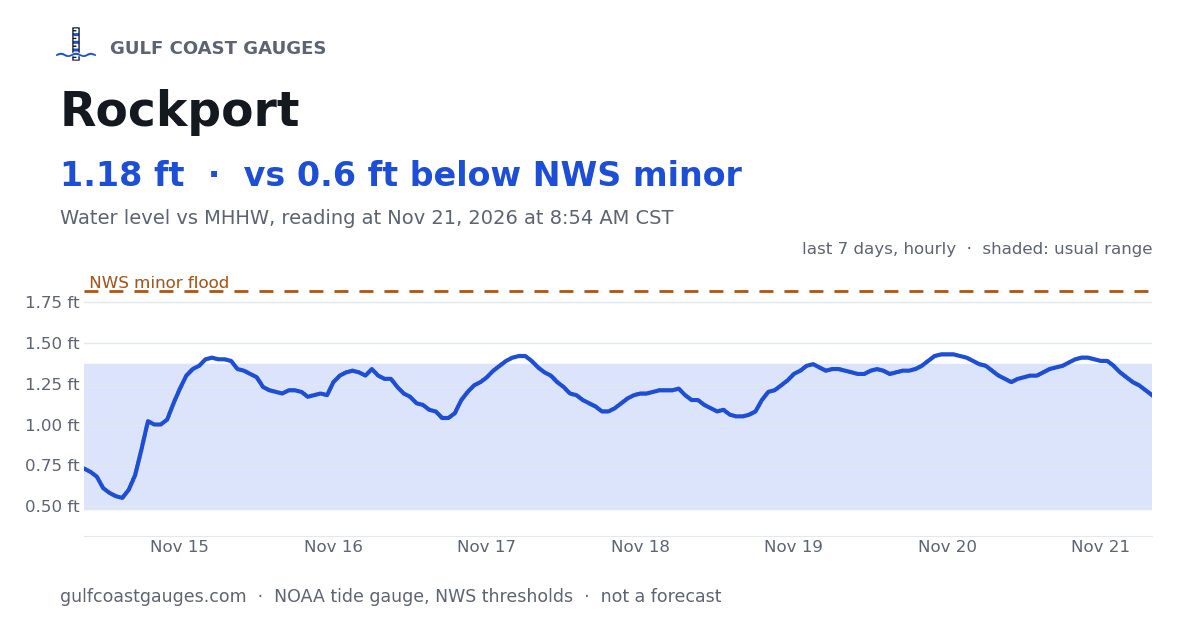 GULF COAST GAUGES
Rockport
1.18 ft · vs 0.6 ft below NWS minor
Water level vs MHHW, reading at Nov 21, 2026 at 8:54 AM CST
last 7 days, hourly · shaded: usual range
NWS minor flood
1.75 ft
1.50 ft
1.25 ft
1.00 ft
0.75 ft
0.50 ft
Nov 15 Nov 16 Nov 17 Nov 18 Nov 19 Nov 20 Nov 21
gulfcoastgauges.com · NOAA tide gauge, NWS thresholds · not a forecast